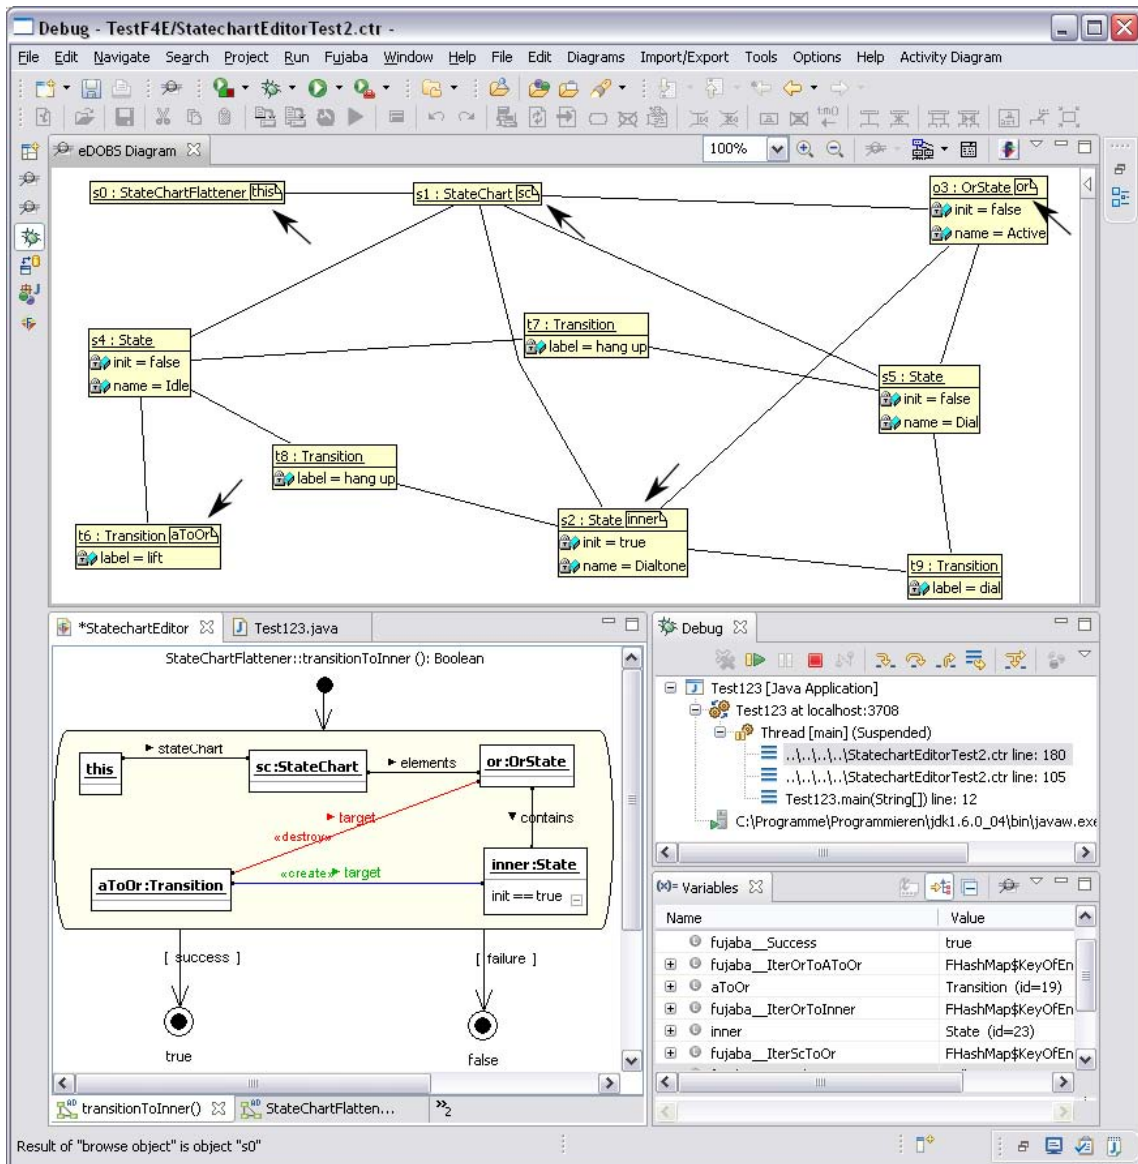 Debug - TestF4E/StatechartEditorTest2.ctr -
File Edit Navigate Search Project Run Fujaba Window Help File Edit Diagrams Import/Export Tools Options Help Activity Diagram
eDOBS Diagram
100%
s0 : StateChartFlattener this
s1 : StateChart sc
o3 : OrState or
init = false
name = Active
t7 : Transition
label = hang up
s4 : State
init = false
name = Idle
s5 : State
init = false
name = Dial
t8 : Transition
label = hang up
s2 : State inner
init = true
name = Dialtone
t6 : Transition aToOr
label = lift
t9 : Transition
label = dial
*StatechartEditor
Test123.java
StateChartFlattener::transitionToInner (): Boolean
stateChart
this
sc :StateChart
elements
or :OrState
target
«destroy»
contains
inner :State
init == true
«create» target
aToOr :Transition
[ success ]
[ failure ]
true
false
transitionToInner()
StateChartFlatten...
»2
Debug
Test123 [Java Application]
Test123 at localhost:3708
Thread [main] (Suspended)
..\..\..\..\StatechartEditorTest2.ctr line: 180
..\..\..\..\StatechartEditorTest2.ctr line: 105
Test123.main(String[]) line: 12
C:\Programme\Programmieren\jdk1.6.0_04\bin\javaw.exe
(x)= Variables
Name Value
fujaba__Success true
fujaba__IterOrToAToOr FHashMap$KeyOfEn
aToOr Transition (id=19)
fujaba__IterOrToInner FHashMap$KeyOfEn
inner State (id=23)
fujaba__IterScToOr FHashMap$KeyOfEn
Result of "browse object" is object "s0"